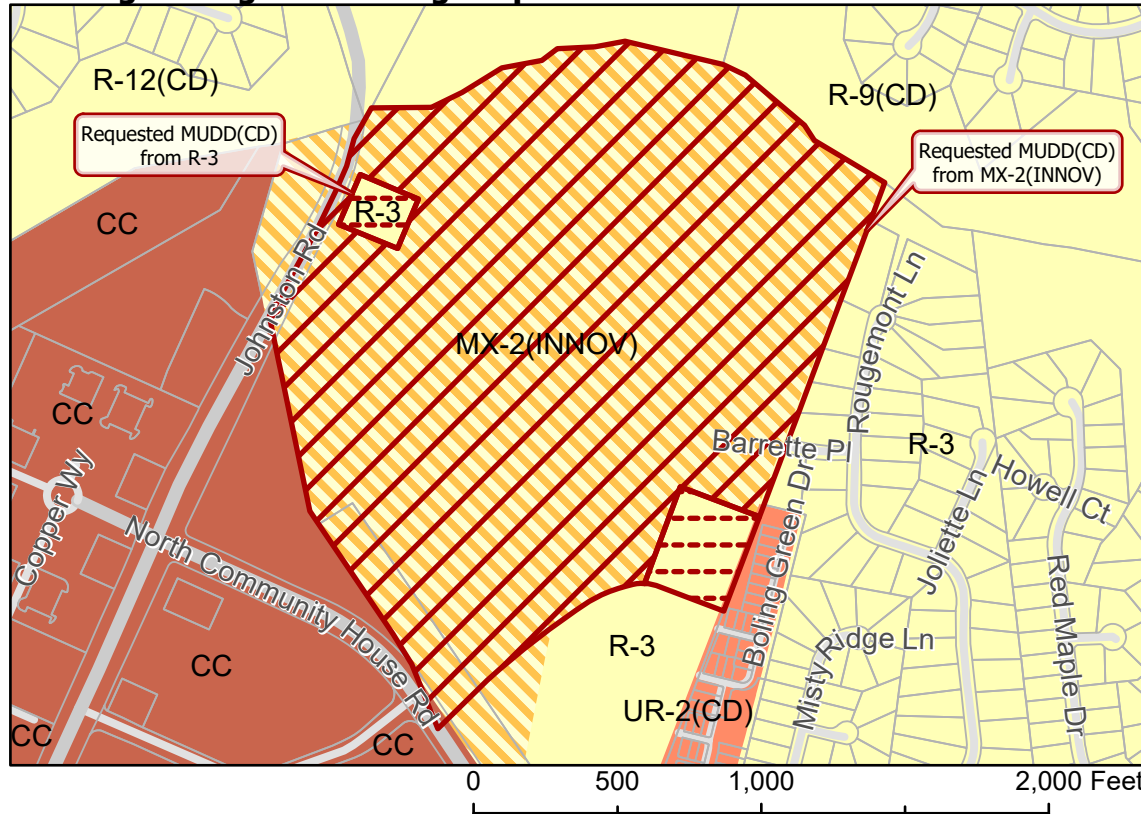 R-12(CD)
R-9(CD)
Requested MUDD(CD)
from R-3
Requested MUDD(CD)
from MX-2(INNOV)
R-3
CC
Johnston Rd
MX-2(INNOV)
Rougemont Ln
CC
Barrette Pl
R-3
Howell Ct
Copper Wy
North Community House Rd
Boling Green Dr
Joliette Ln
Red Maple Dr
Misty Ridge Ln
R-3
CC
UR-2(CD)
CC
CC
0 500 1,000 2,000 Feet